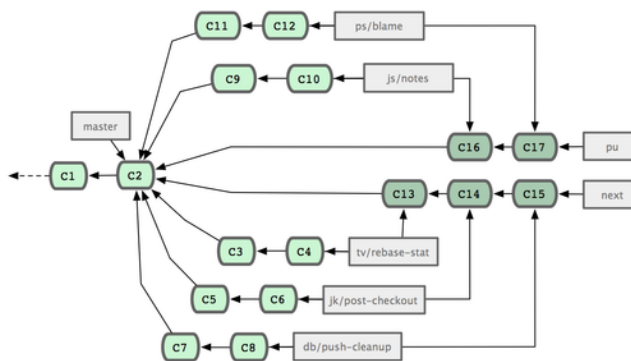 C11 C12 ps/blame
C9 C10 js/notes
master
C16 C17 pu
C1 C2
C13 C14 C15 next
C3 C4 tv/rebase-stat
C5 C6 jk/post-checkout
C7 C8 db/push-cleanup